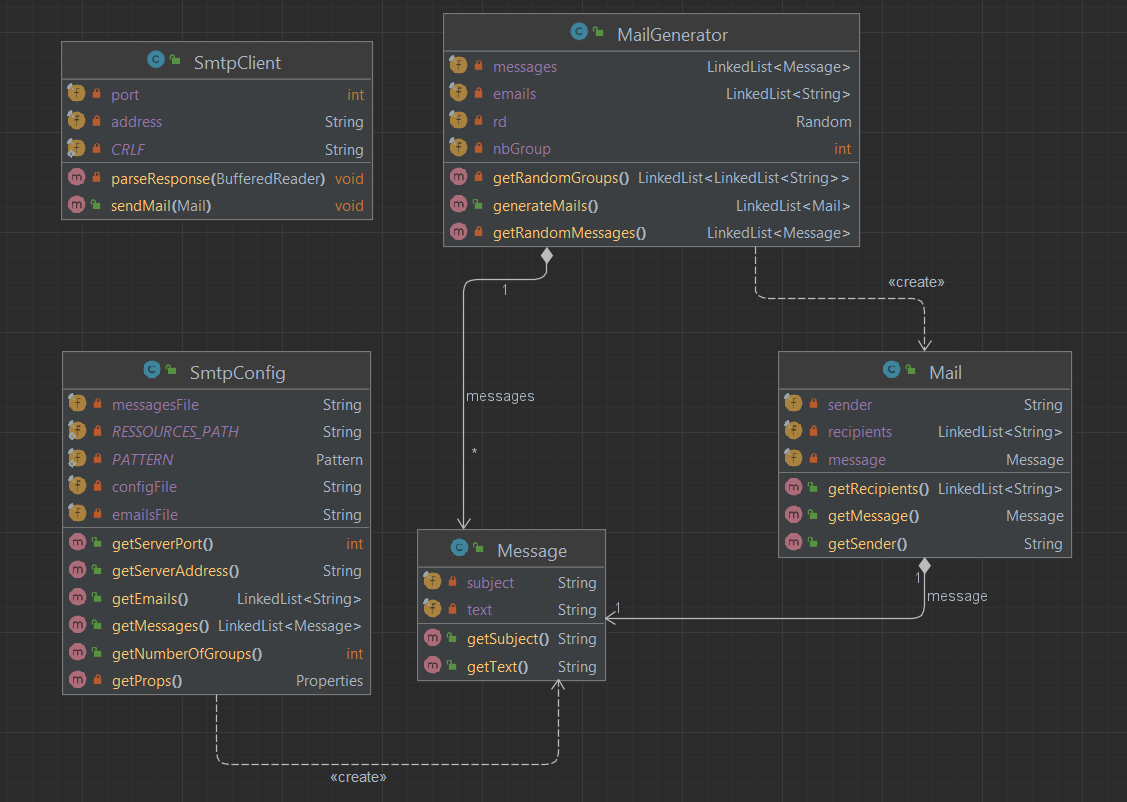 SmtpClient
port int
address String
CRLF String
parseResponse(BufferedReader) void
sendMail(Mail) void
MailGenerator
messages LinkedList<Message>
emails LinkedList<String>
rd Random
nbGroup int
getRandomGroups() LinkedList<LinkedList<String>>
generateMails() LinkedList<Mail>
getRandomMessages() LinkedList<Message>
1
«create»
messages
*
SmtpConfig
messagesFile String
RESSOURCES_PATH String
PATTERN Pattern
configFile String
emailsFile String
getServerPort() int
getServerAddress() String
getEmails() LinkedList<String>
getMessages() LinkedList<Message>
getNumberOfGroups() int
getProps() Properties
Mail
sender String
recipients LinkedList<String>
message Message
getRecipients() LinkedList<String>
getMessage() Message
getSender() String
1
message
1
Message
subject String
text String
getSubject() String
getText() String
«create»